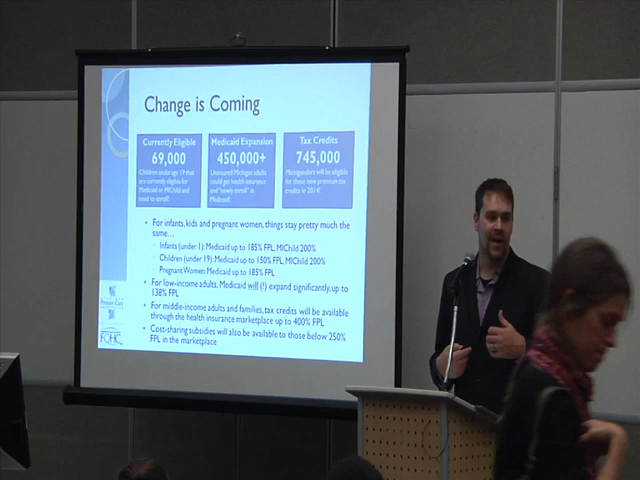 Change is Coming
Currently Eligible
69,000
Children under age 19 that
are currently eligible for
Medicaid or MIChild and
need to enroll!
Medicaid Expansion
450,000+
Uninsured Michigan adults
could get health insurance
and "newly enroll" in
Medicaid!
Tax Credits
745,000
Michiganders will be eligible
for these new premium
tax credits in 2014!
• For infants, kids and pregnant women, things stay pretty much the
same…
Infants (under 1): Medicaid up to 185% FPL, MIChild 200%
Children (under 19): Medicaid up to 150% FPL, MIChild 200%
Pregnant Women: Medicaid up to 185%
• For low-income adults, Medicaid will (!) expand significantly, up to
138% FPL
• For middle-income adults and families, tax credits will be available
through the health insurance marketplace up to 400% FPL
• Cost-sharing subsidies will also be available to those below 250%
FPL in the marketplace
Primary Care